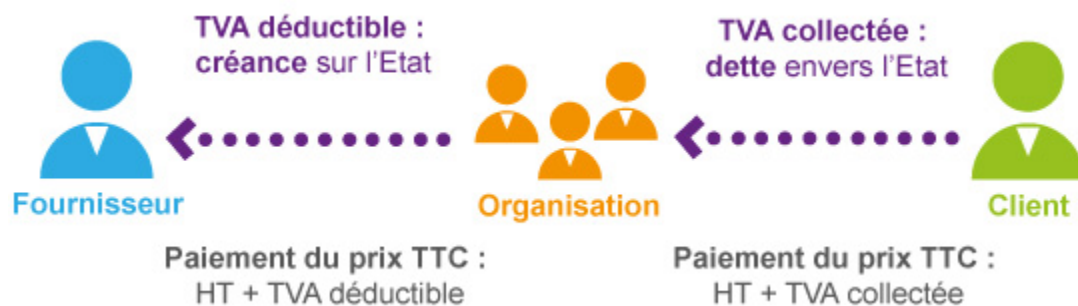 TVA déductible :
créance sur l'Etat
TVA collectée :
dette envers l'Etat
Fournisseur
Organisation
Client
Paiement du prix TTC :
HT + TVA déductible
Paiement du prix TTC :
HT + TVA collectée